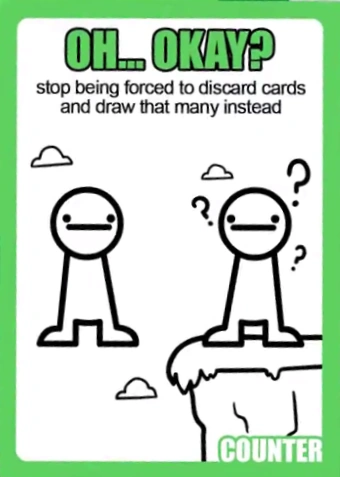 OH... OKAY?
stop being forced to discard cards
and draw that many instead
?
?
?
COUNTER